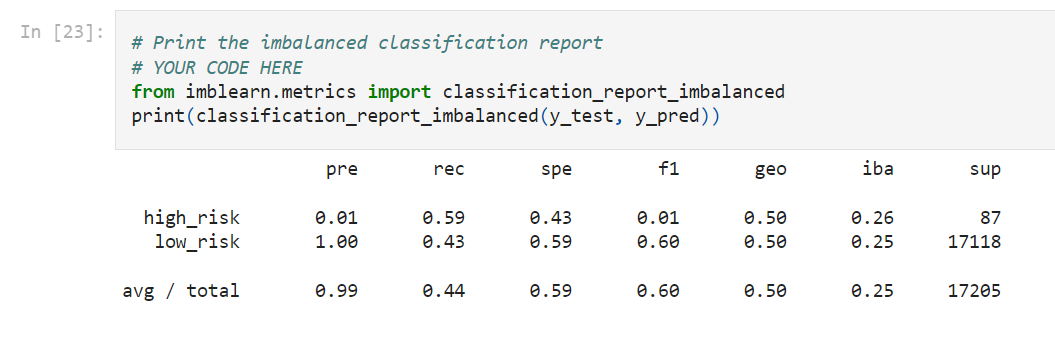 In [23]:
# Print the imbalanced classification report
# YOUR CODE HERE
from imblearn.metrics import classification_report_imbalanced
print(classification_report_imbalanced(y_test, y_pred))
pre rec spe f1 geo iba sup
high_risk 0.01 0.59 0.43 0.01 0.50 0.26 87
low_risk 1.00 0.43 0.59 0.60 0.50 0.25 17118
avg / total 0.99 0.44 0.59 0.60 0.50 0.25 17205